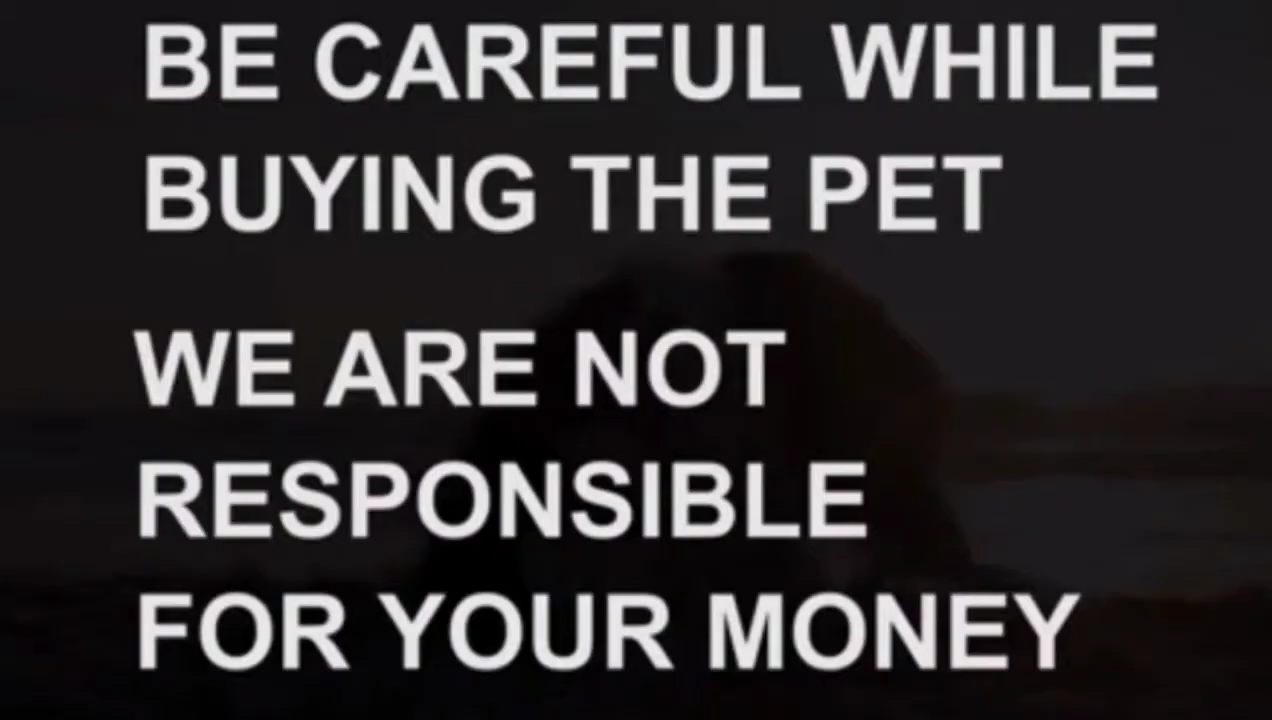 BE CAREFUL WHILE
BUYING THE PET
WE ARE NOT
RESPONSIBLE
FOR YOUR MONEY